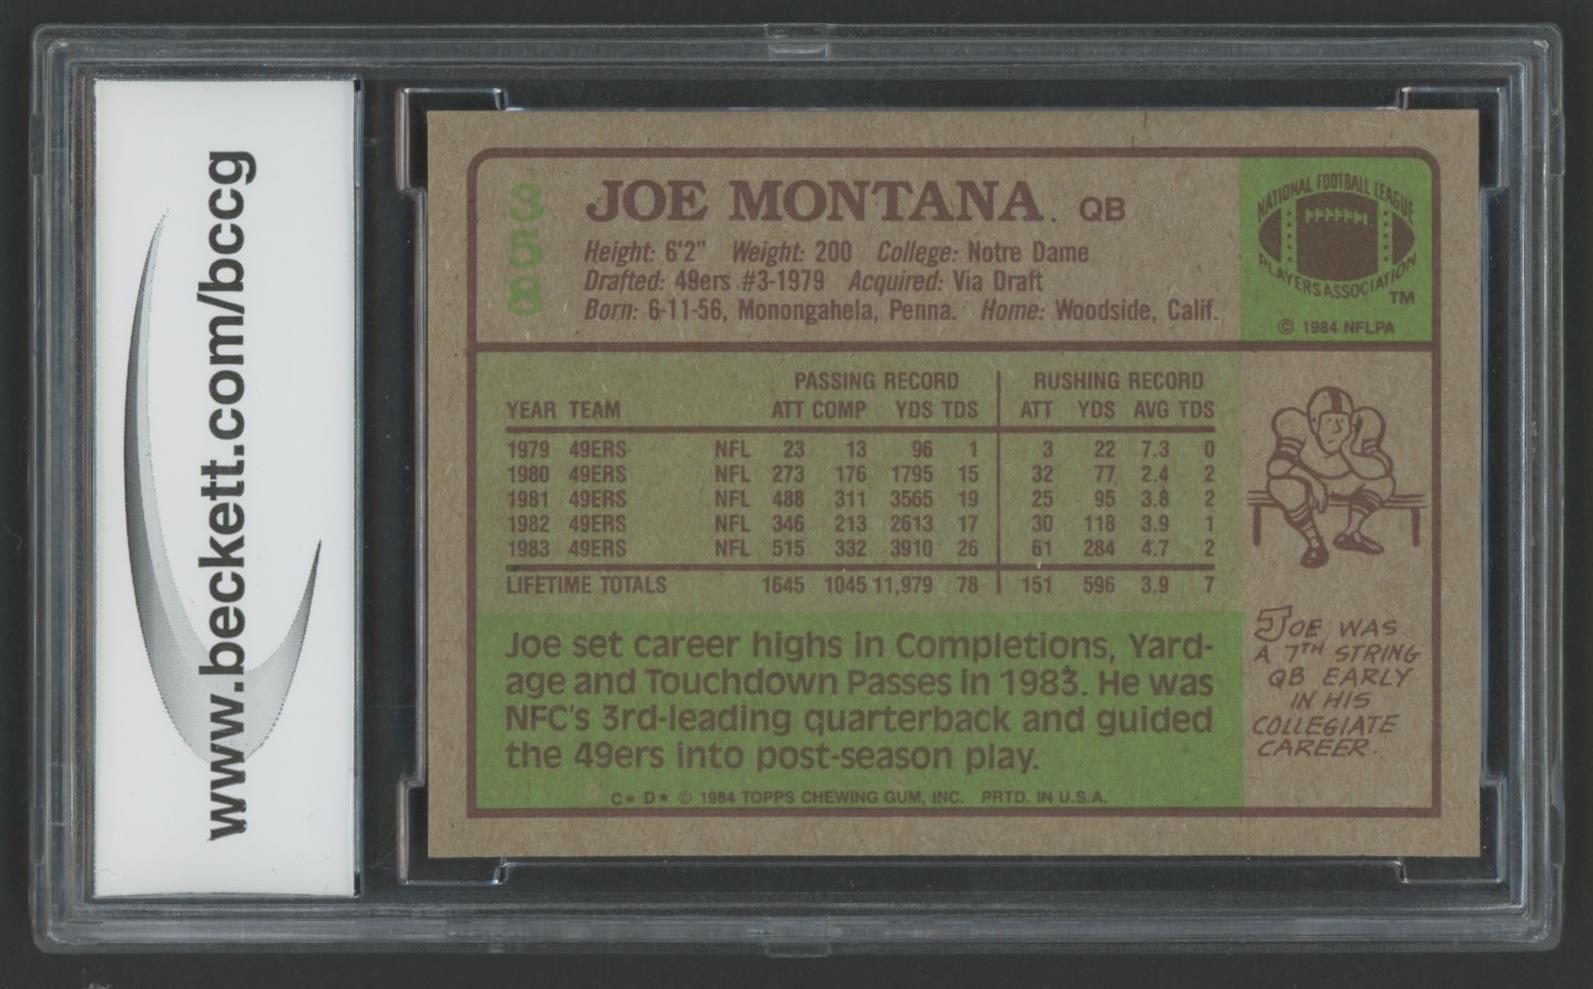 www.beckett.com/bccg
358
JOE MONTANA. QB
Height: 6'2" Weight: 200 College: Notre Dame
Drafted: 49ers #3-1979 Acquired: Via Draft
Born: 6-11-56, Monongahela, Penna. Home: Woodside, Calif.
NATIONAL FOOTBALL LEAGUE
PLAYERS ASSOCIATION
TM
© 1984 NFLPA
PASSING RECORD RUSHING RECORD
YEAR TEAM ATT COMP YDS TDS ATT YDS AVG TDS
1979 49ERS NFL 23 13 96 1 3 22 7.3 0
1980 49ERS NFL 273 176 1795 15 32 77 2.4 2
1981 49ERS NFL 488 311 3565 19 25 95 3.8 2
1982 49ERS NFL 346 213 2613 17 30 118 3.9 1
1983 49ERS NFL 515 332 3910 26 61 284 4.7 2
LIFETIME TOTALS 1645 1045 11,979 78 151 596 3.9 7
Joe set career highs in Completions, Yard-
age and Touchdown Passes in 1983. He was
NFC's 3rd-leading quarterback and guided
the 49ers into post-season play.
JOE WAS
A 7TH STRING
QB EARLY
IN HIS
COLLEGIATE
CAREER.
C* D* © 1984 TOPPS CHEWING GUM, INC. PRTD. IN U.S.A.